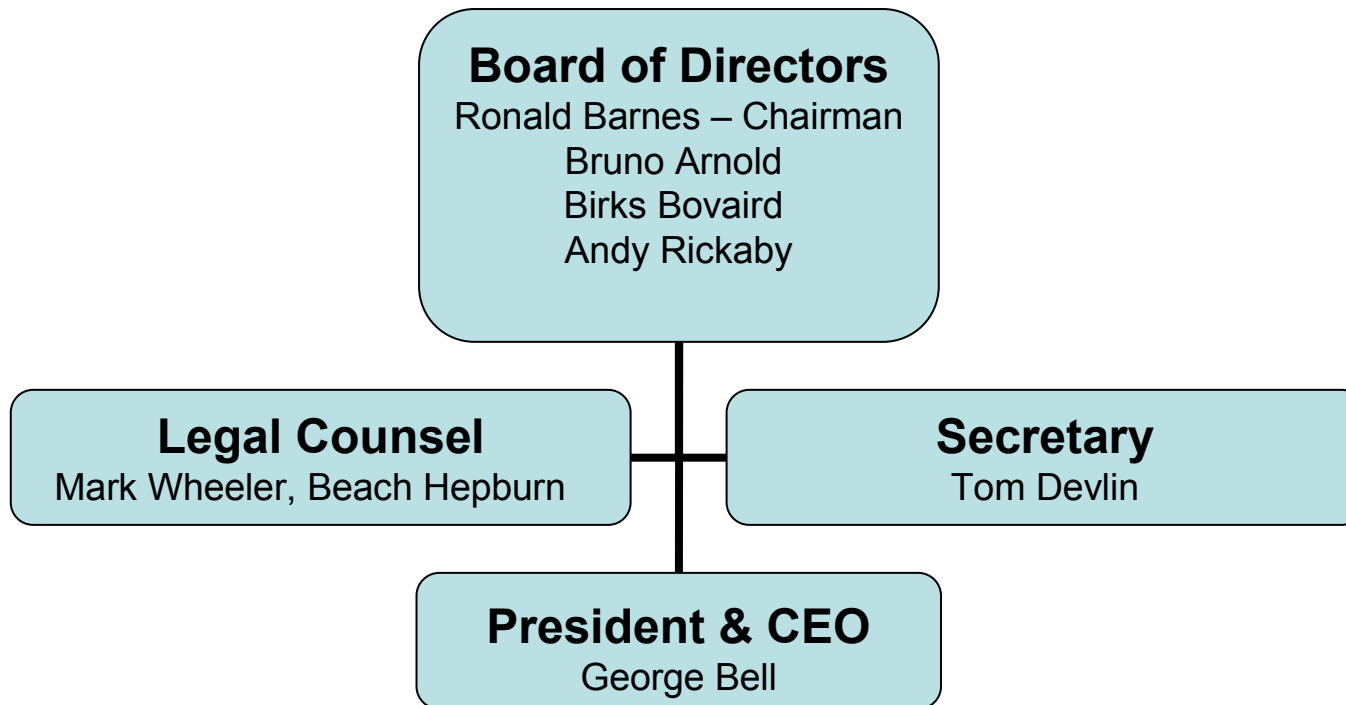 Board of Directors
Ronald Barnes – Chairman
Bruno Arnold
Birks Bovaird
Andy Rickaby
Legal Counsel
Mark Wheeler, Beach Hepburn
Secretary
Tom Devlin
President & CEO
George Bell